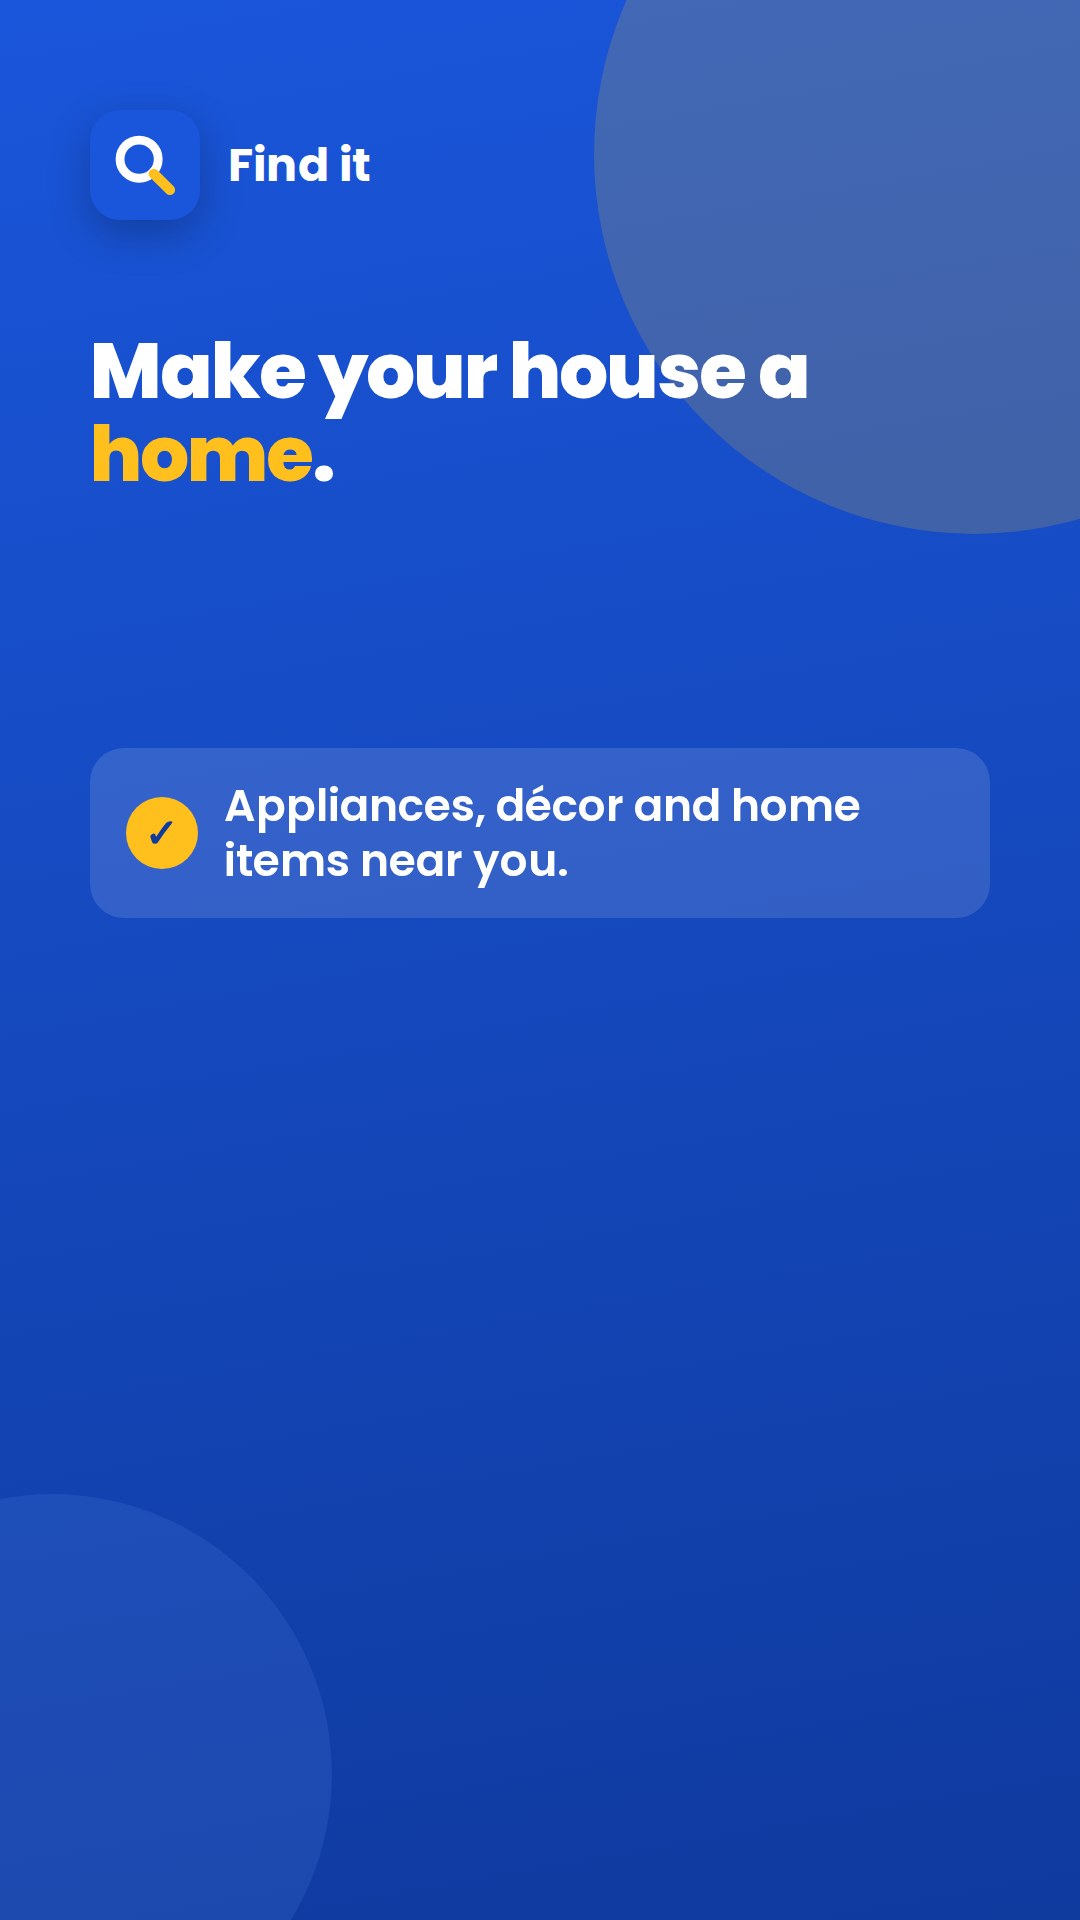 Find it
Make your house a
home.
✓ Appliances, décor and home
items near you.